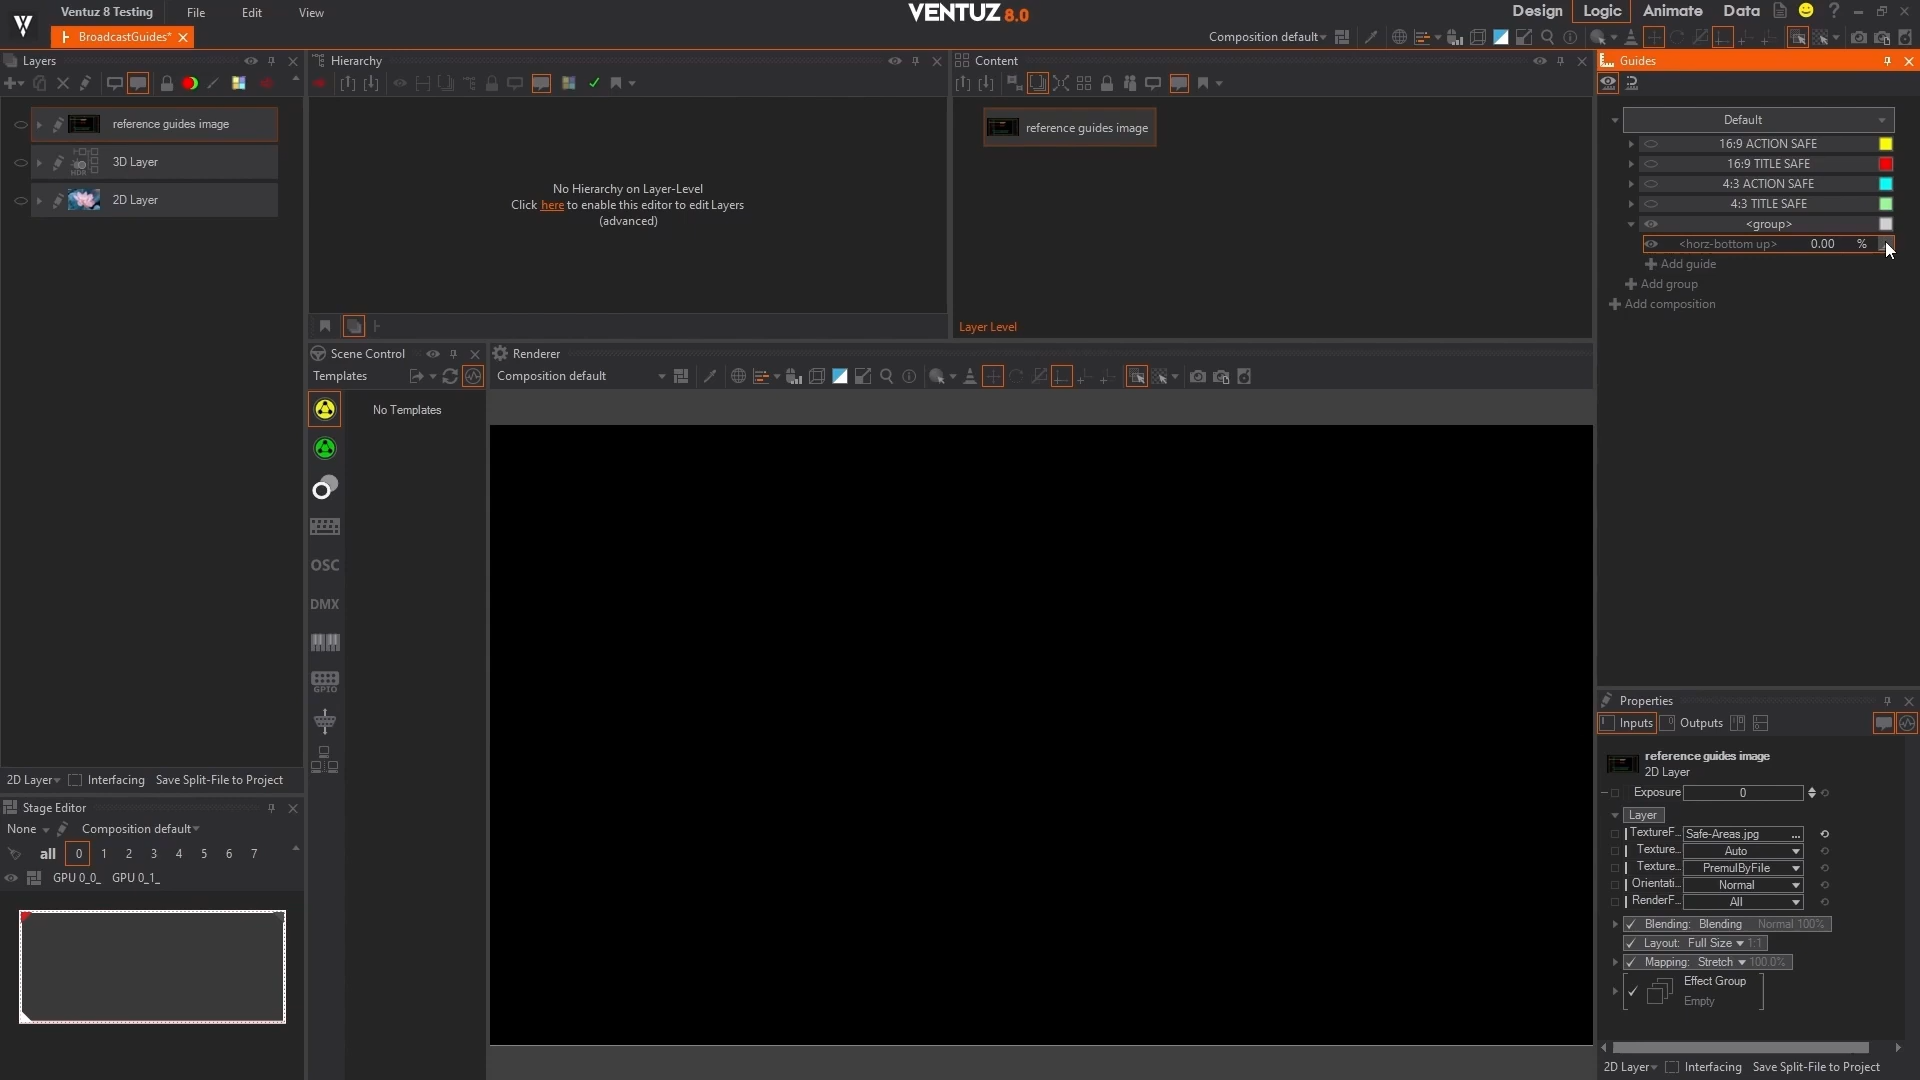 Ventuz 8 Testing File Edit View
VENTUZ 8.0
Design Logic Animate Data ?
BroadcastGuides*
Composition default
Layers
reference guides image
3D Layer
HDR
2D Layer
2D Layer Interfacing Save Split-File to Project
Stage Editor
None Composition default
all 0 1 2 3 4 5 6 7
GPU 0_0_ GPU 0_1_
Hierarchy
No Hierarchy on Layer-Level
Click here to enable this editor to edit Layers
(advanced)
Content
reference guides image
Layer Level
Scene Control
Templates
No Templates
OSC
DMX
GPIO
Renderer
Composition default
Guides
Default
16:9 ACTION SAFE
16:9 TITLE SAFE
4:3 ACTION SAFE
4:3 TITLE SAFE
<group>
<horz-bottom up> 0.00 %
Add guide
Add group
Add composition
Properties
Inputs Outputs
reference guides image
2D Layer
Exposure 0
Layer
TextureF... Safe-Areas.jpg ...
Texture... Auto
Texture... PremulByFile
Orientati... Normal
RenderF... All
Blending: Blending Normal 100%
Layout: Full Size 1:1
Mapping: Stretch 100.0%
Effect Group
Empty
2D Layer Interfacing Save Split-File to Project